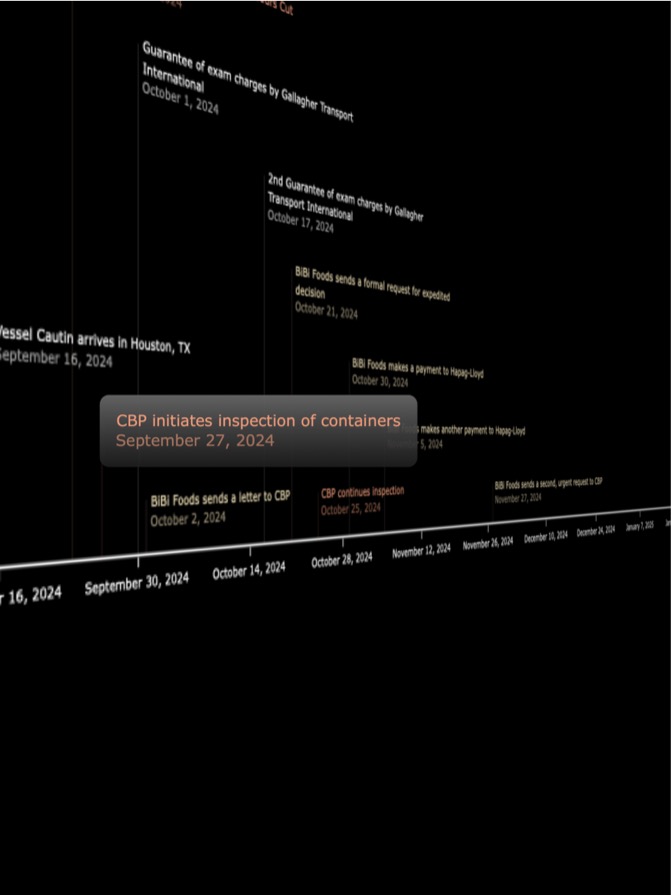 Cut
Guarantee of exam charges by Gallagher Transport
International
October 1, 2024
2nd Guarantee of exam charges by Gallagher
Transport International
October 17, 2024
BiBi Foods sends a formal request for expedited
decision
October 21, 2024
Vessel Cautin arrives in Houston, TX
September 16, 2024
BiBi Foods makes a payment to Hapag-Lloyd
October 30, 2024
CBP initiates inspection of containers
September 27, 2024
makes another payment to Hapag-Lloyd
5, 2024
BiBi Foods sends a letter to CBP
October 2, 2024
CBP continues inspection
October 25, 2024
BiBi Foods sends a second, urgent request to CBP
November 27, 2024
r 16, 2024
September 30, 2024
October 14, 2024
October 28, 2024
November 12, 2024
November 26, 2024
December 10, 2024
December 24, 2024
January 7, 2025